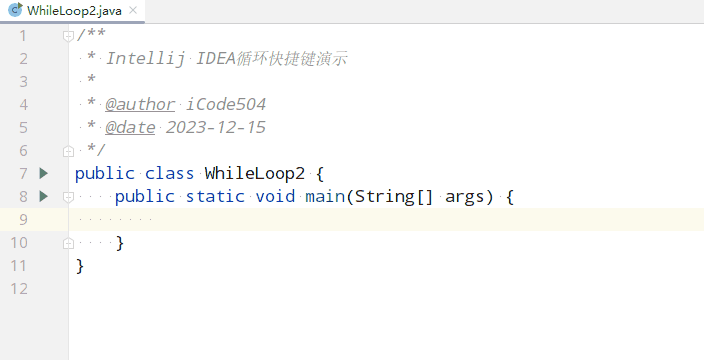 WhileLoop2.java
1 /**
2  * Intellij IDEA循环快捷键演示
3  *
4  * @author iCode504
5  * @date 2023-12-15
6  */
7 public class WhileLoop2 {
8     public static void main(String[] args) {
9
10     }
11 }
12